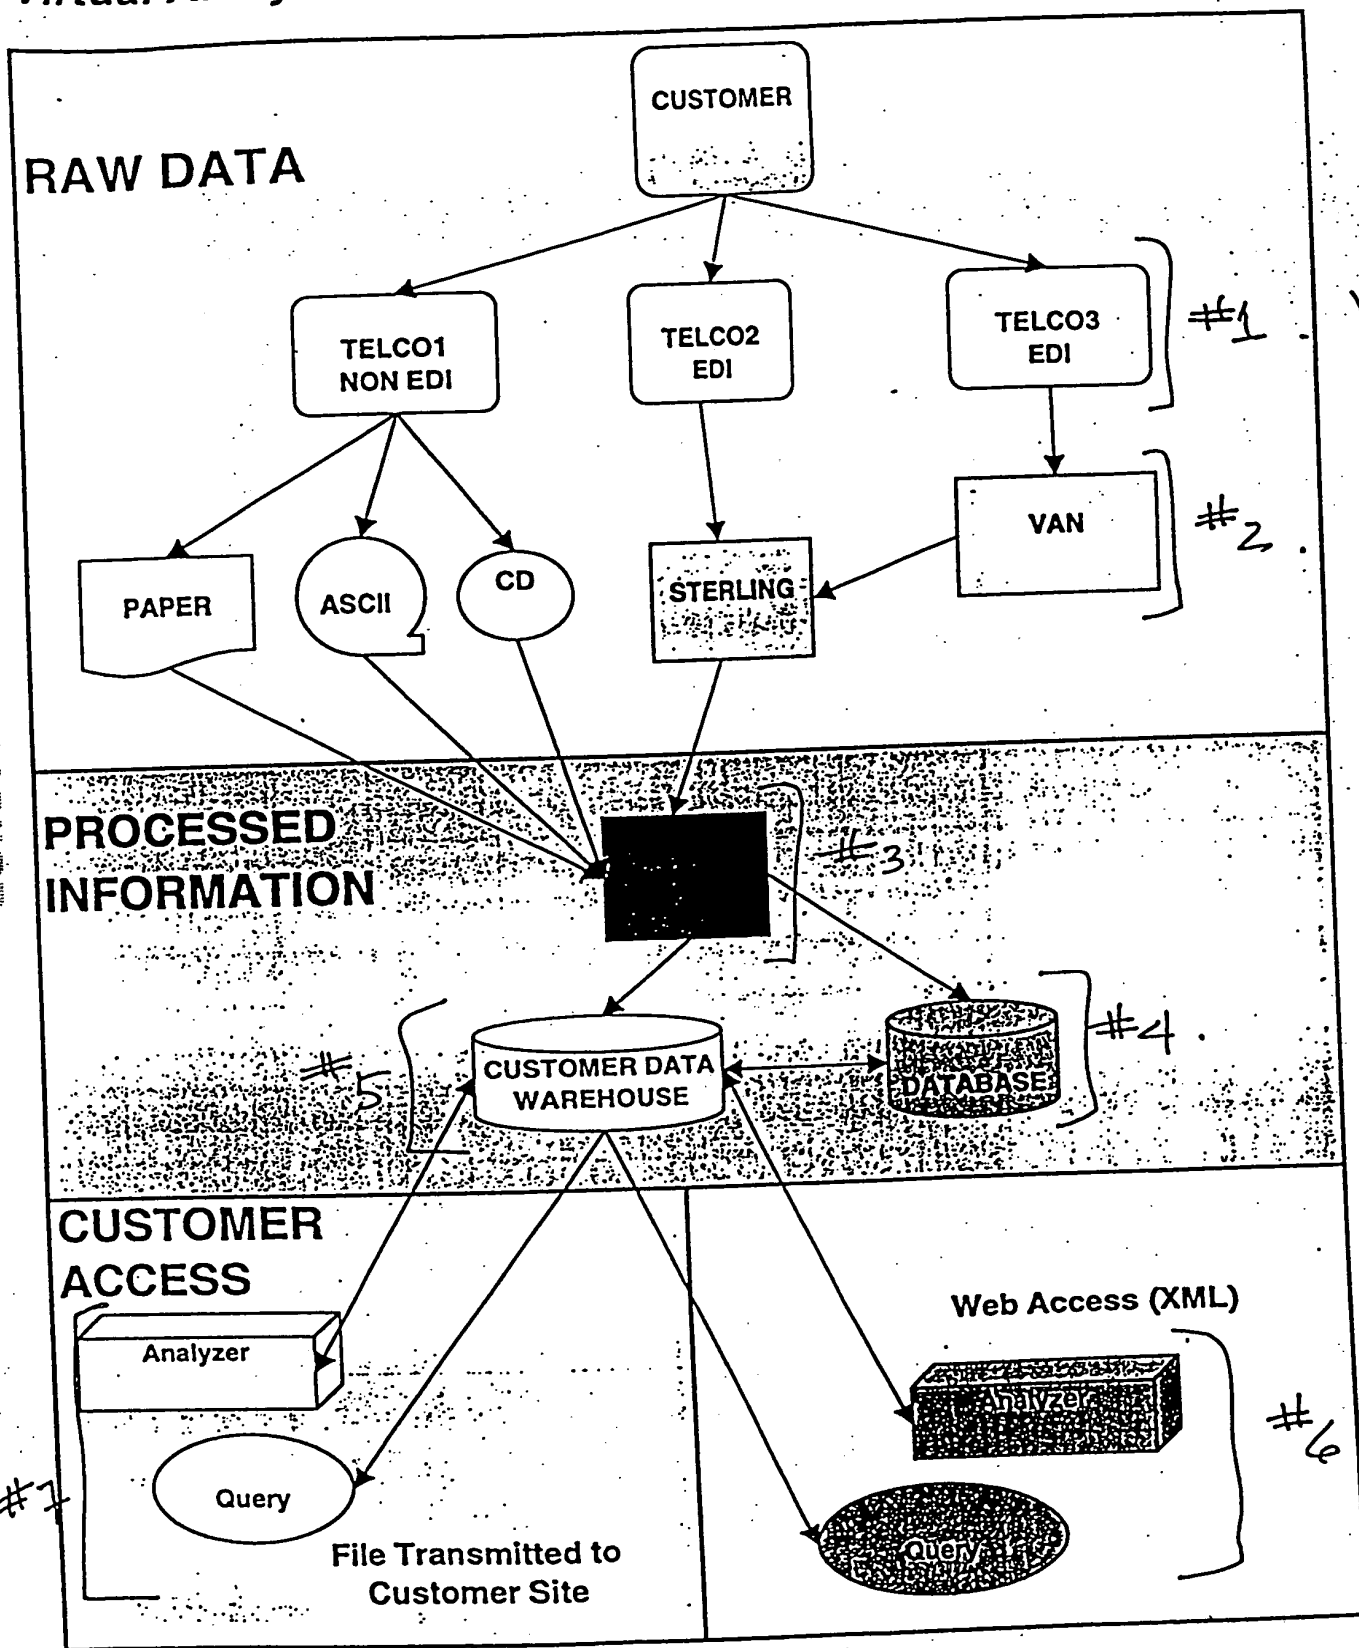 CUSTOMER
RAW DATA
TELCO1
NON EDI
TELCO2
EDI
TELCO3
EDI
#1
VAN
#2
PAPER
ASCII
CD
STERLING
PROCESSED
INFORMATION
#3
#4
#5
CUSTOMER DATA
WAREHOUSE
DATABASE
CUSTOMER
ACCESS
Web Access (XML)
Analyzer
Analyzer
#6
Query
#7
Query
File Transmitted to
Customer Site